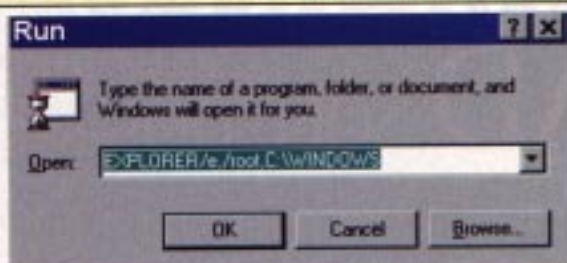 Run
Type the name of a program, folder, or document, and
Windows will open it for you.
Open: EXPLORER/e,/root,C:\WINDOWS
OK Cancel Browse...